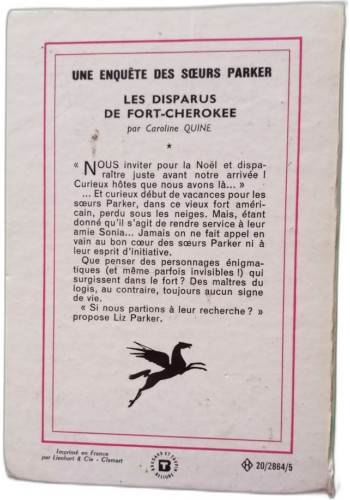 UNE ENQUÊTE DES SŒURS PARKER
LES DISPARUS
DE FORT-CHEROKEE
par Caroline QUINE
*
« NOUS inviter pour la Noël et dispa-
raître juste avant notre arrivée !
Curieux hôtes que nous avons là... »
... Et curieux début de vacances pour les
sœurs Parker, dans ce vieux fort améri-
cain, perdu sous les neiges. Mais, étant
donné qu'il s'agit de rendre service à leur
amie Sonia... Jamais on ne fait appel en
vain au bon cœur des sœurs Parker ni à
leur esprit d'initiative.
Que penser des personnages énigma-
tiques (et même parfois invisibles !) qui
surgissent dans le fort ? Des maîtres du
logis, au contraire, toujours aucun signe
de vie.
« Si nous partions à leur recherche ? »
propose Liz Parker.
Imprimé en France
par Lienhart & Cie - Clamart
BRODARD ET TAUPIN
RELIURE
20/2864/5